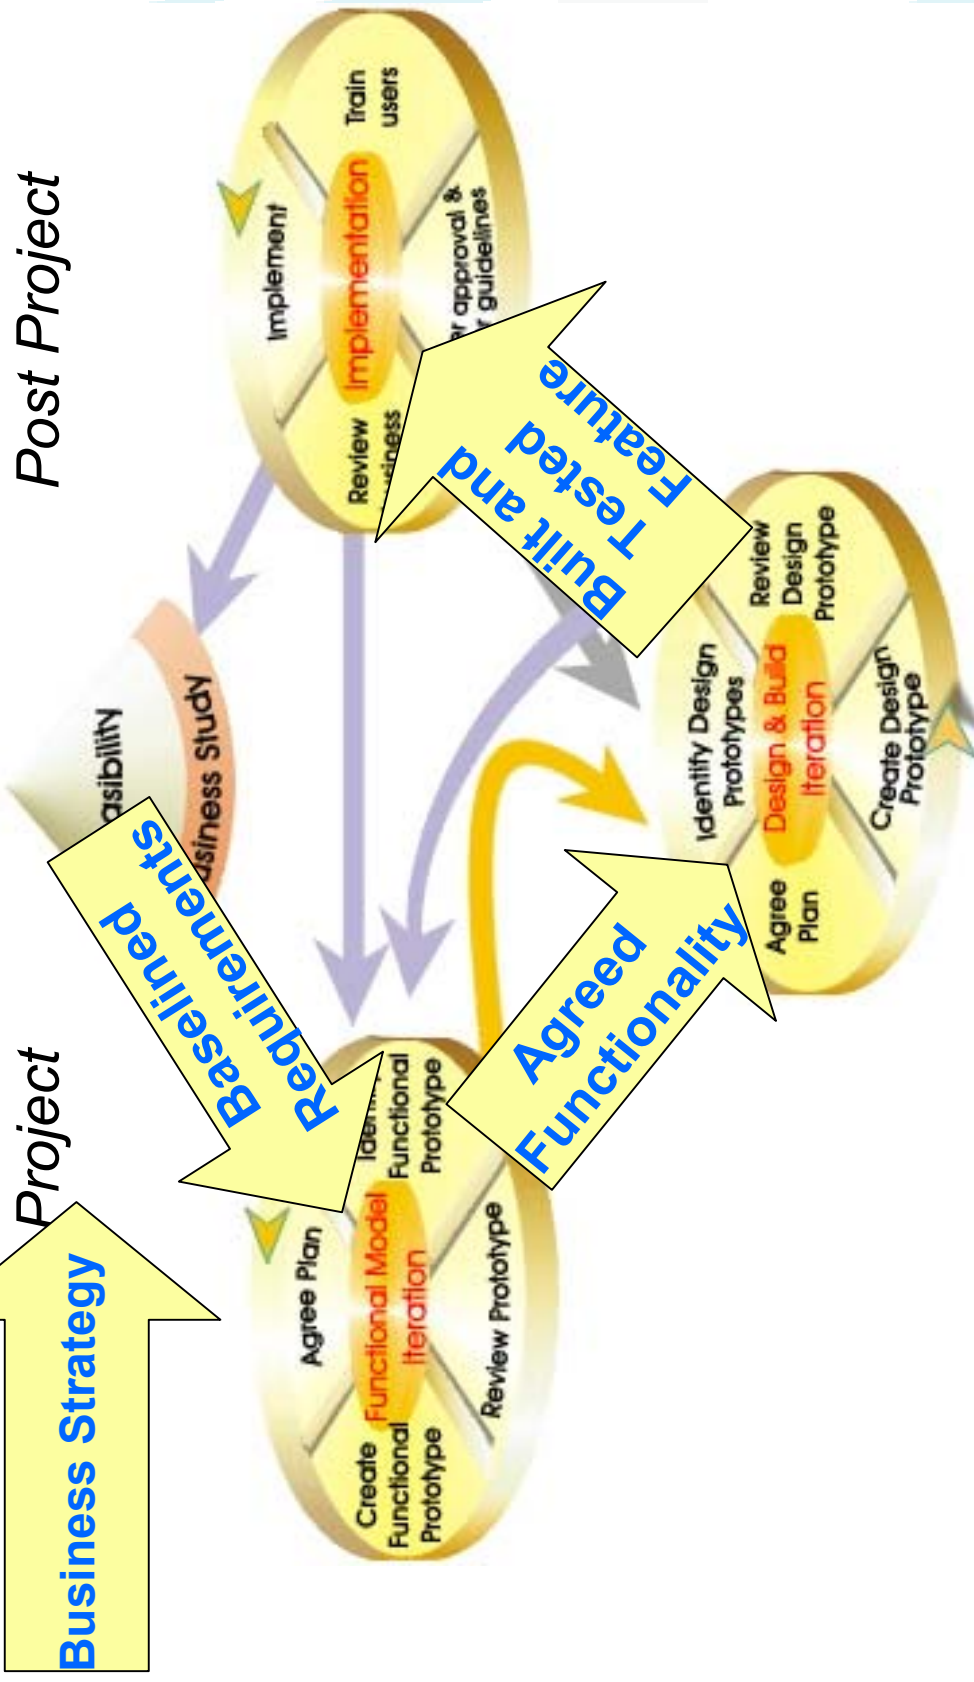 Project
Post Project
Business Strategy
Business Study
Baselined
Requirements
Agree Plan
Functional Model
Iteration
Functional
Prototype
Create
Functional
Prototype
Review Prototype
Agreed
Functionality
Identify Design
Prototypes
Design & Build
Iteration
Agree
Plan
Review
Design
Prototype
Create Design
Prototype
Built and
Tested
Feature
Implement
Implementation
Review
Train
users
approval &
guidelines